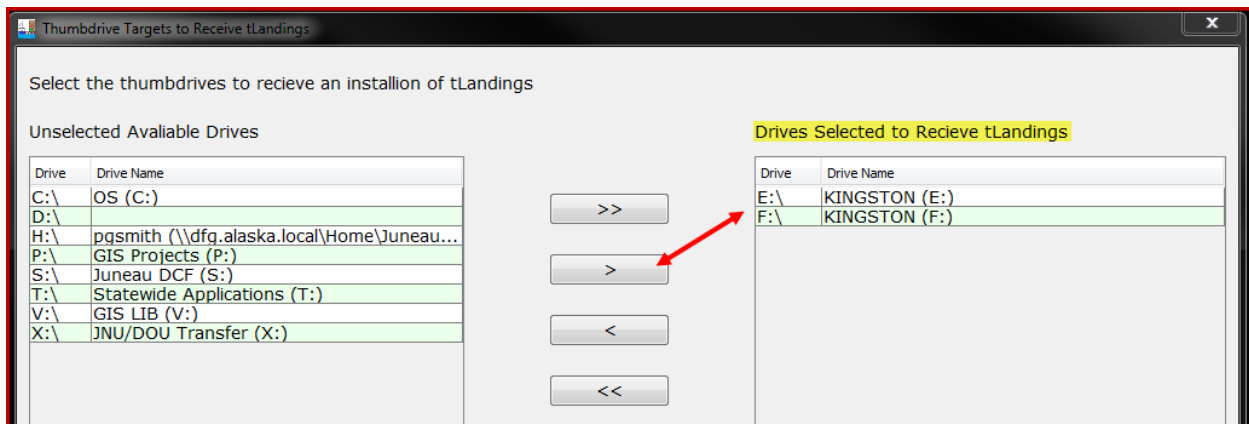 Thumbdrive Targets to Receive tLandings
x
Select the thumbdrives to recieve an installion of tLandings
Unselected Avaliable Drives
Drive Drive Name
C:\ OS (C:)
D:\
H:\ pgsmith (\\dfg.alaska.local\Home\Juneau...
P:\ GIS Projects (P:)
S:\ Juneau DCF (S:)
T:\ Statewide Applications (T:)
V:\ GIS LIB (V:)
X:\ JNU/DOU Transfer (X:)
>>
>
<
<<
Drives Selected to Recieve tLandings
Drive Drive Name
E:\ KINGSTON (E:)
F:\ KINGSTON (F:)